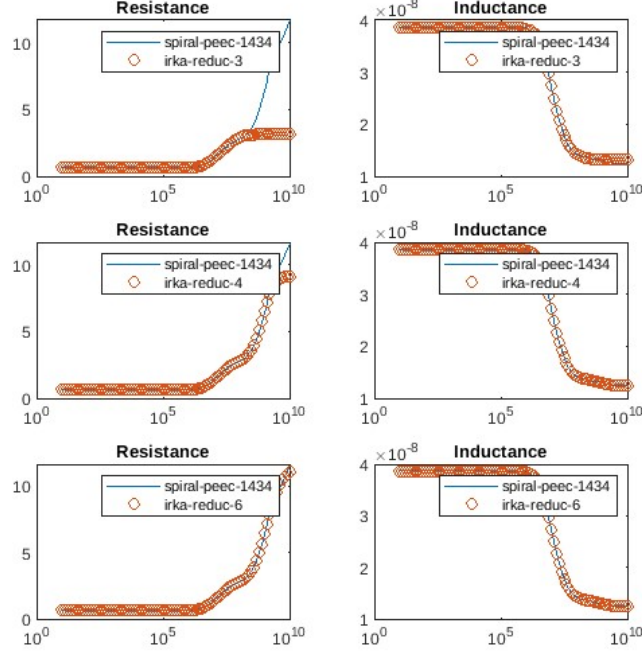 Resistance
spiral-peec-1434
irka-reduc-3
10
5
0
10^0
10^5
10^10
Inductance
4 ×10^-8
spiral-peec-1434
irka-reduc-3
3
2
1
10^0
10^5
10^10
Resistance
spiral-peec-1434
irka-reduc-4
10
5
0
10^0
10^5
10^10
Inductance
4 ×10^-8
spiral-peec-1434
irka-reduc-4
3
2
1
10^0
10^5
10^10
Resistance
spiral-peec-1434
irka-reduc-6
10
5
0
10^0
10^5
10^10
Inductance
4 ×10^-8
spiral-peec-1434
irka-reduc-6
3
2
1
10^0
10^5
10^10